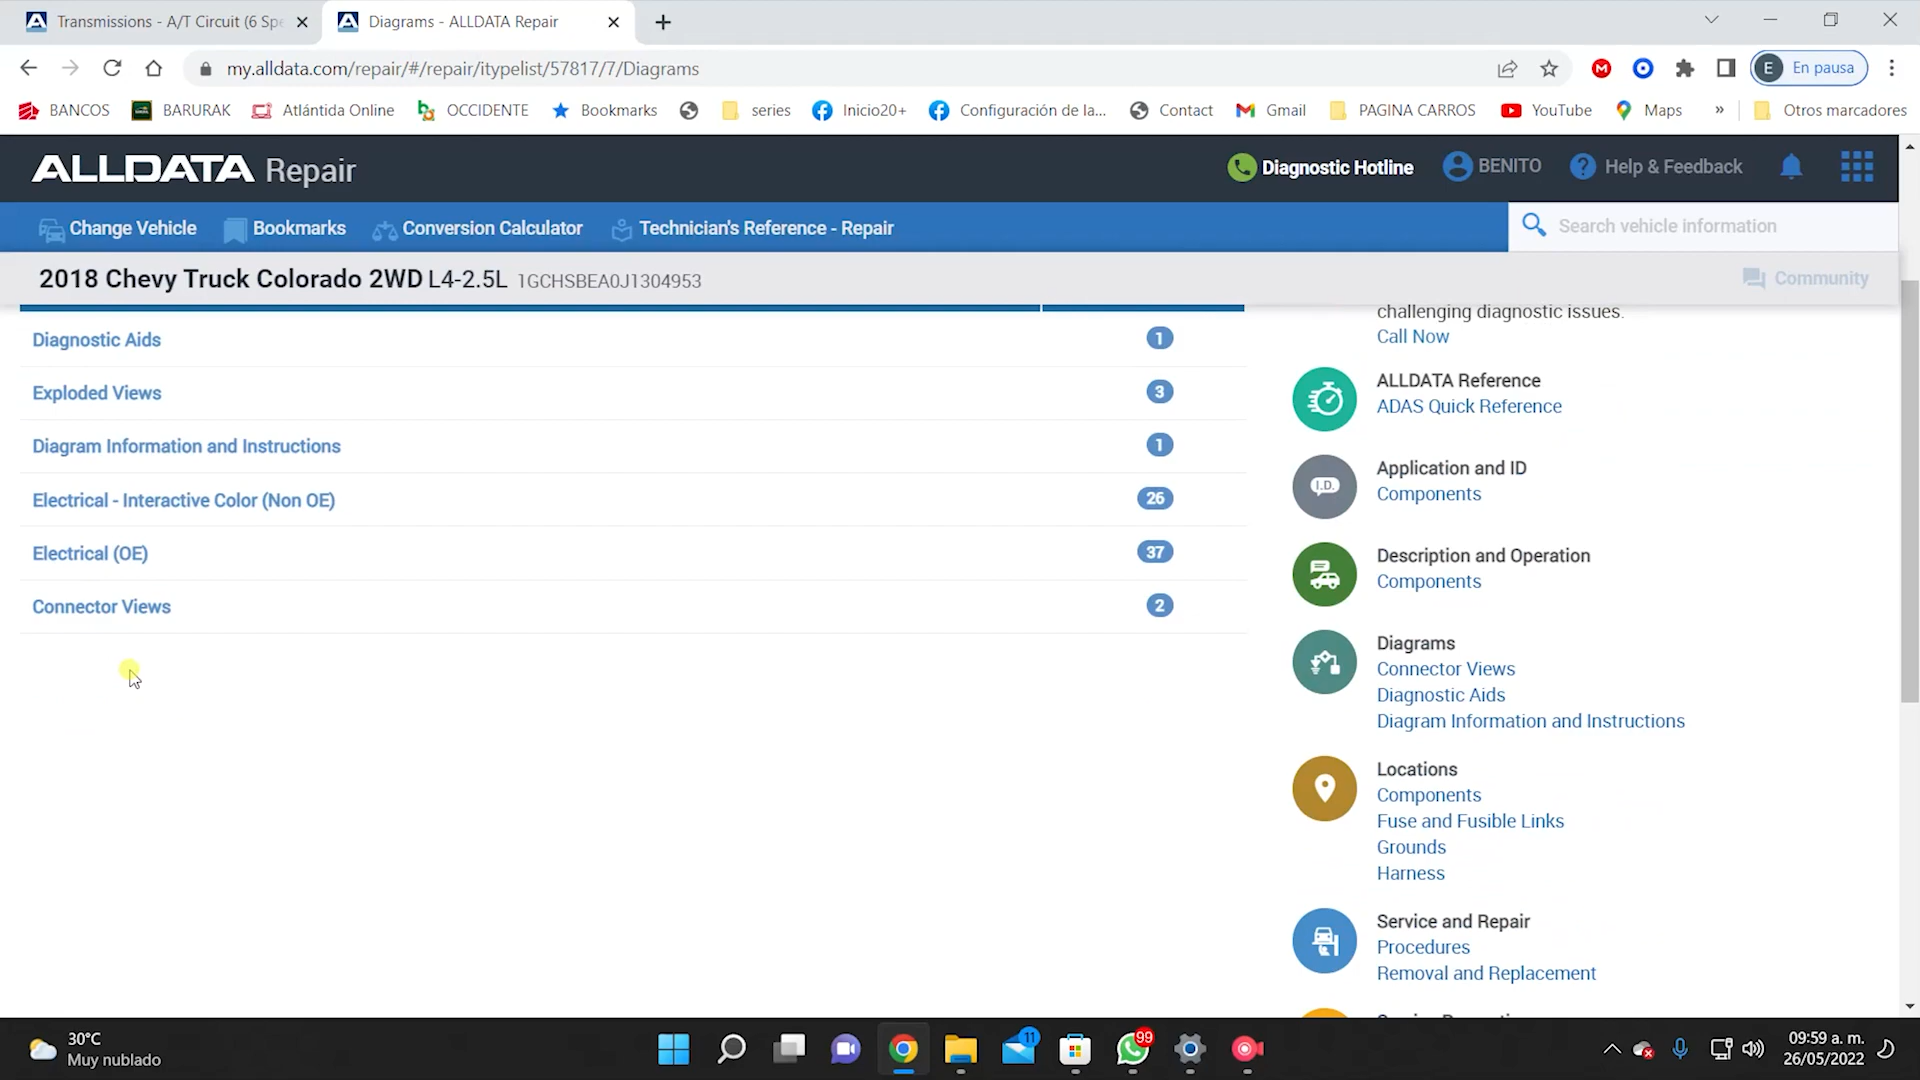 Transmissions - A/T Circuit (6 Spe
Diagrams - ALLDATA Repair
my.alldata.com/repair/#/repair/itypelist/57817/7/Diagrams
E En pausa
BANCOS BARURAK Atlántida Online OCCIDENTE Bookmarks series Inicio20+ Configuración de la... Contact Gmail PAGINA CARROS YouTube Maps » Otros marcadores
ALLDATA Repair
Diagnostic Hotline BENITO Help & Feedback
Change Vehicle Bookmarks Conversion Calculator Technician's Reference - Repair
Search vehicle information
2018 Chevy Truck Colorado 2WD L4-2.5L 1GCHSBEA0J1304953
Community
Diagnostic Aids 1
Exploded Views 3
Diagram Information and Instructions 1
Electrical - Interactive Color (Non OE) 26
Electrical (OE) 37
Connector Views 2
challenging diagnostic issues.
Call Now
ALLDATA Reference
ADAS Quick Reference
I.D.
Application and ID
Components
Description and Operation
Components
Diagrams
Connector Views
Diagnostic Aids
Diagram Information and Instructions
Locations
Components
Fuse and Fusible Links
Grounds
Harness
Service and Repair
Procedures
Removal and Replacement
30°C
Muy nublado
11
99
09:59 a. m.
26/05/2022